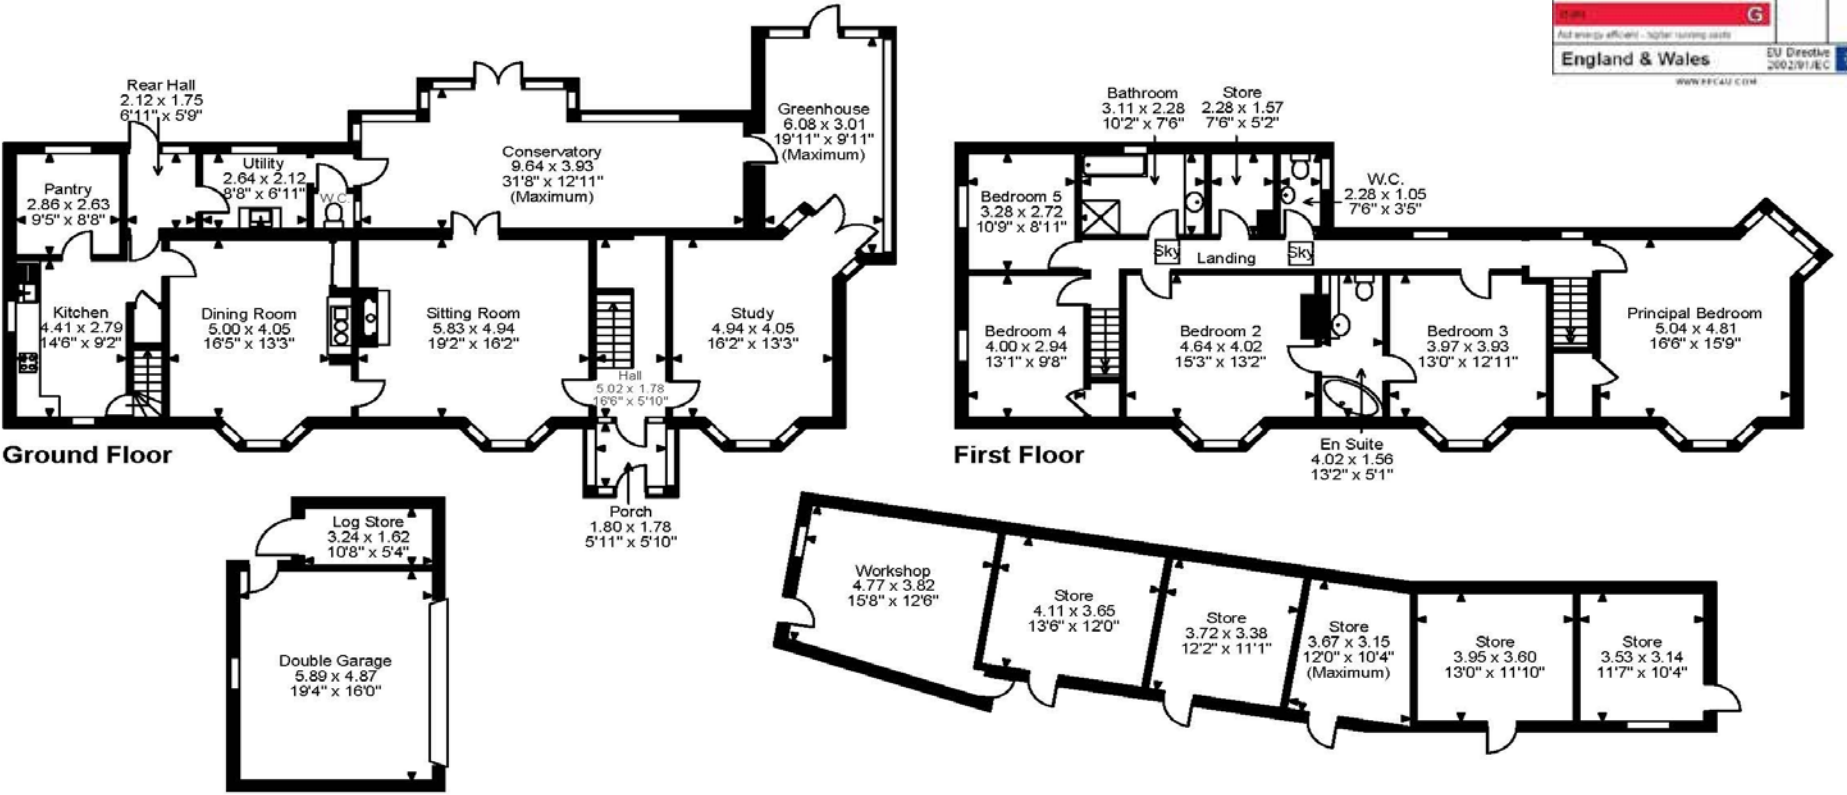 G
Not energy efficient - higher running costs
England & Wales
EU Directive
2002/91/EC
WWW.EPC4U.COM
Rear Hall
2.12 x 1.75
6'11" x 5'9"
Pantry
2.86 x 2.63
9'5" x 8'8"
Utility
2.64 x 2.12
8'8" x 6'11"
W.C.
Conservatory
9.64 x 3.93
31'8" x 12'11"
(Maximum)
Greenhouse
6.08 x 3.01
19'11" x 9'11"
(Maximum)
Kitchen
4.41 x 2.79
14'6" x 9'2"
Dining Room
5.00 x 4.05
16'5" x 13'3"
Sitting Room
5.83 x 4.94
19'2" x 16'2"
Hall
5.02 x 1.78
16'6" x 5'10"
Study
4.94 x 4.05
16'2" x 13'3"
Porch
1.80 x 1.78
5'11" x 5'10"
Ground Floor
Bathroom
3.11 x 2.28
10'2" x 7'6"
Store
2.28 x 1.57
7'6" x 5'2"
W.C.
2.28 x 1.05
7'6" x 3'5"
Bedroom 5
3.28 x 2.72
10'9" x 8'11"
Sky
Landing
Sky
Bedroom 4
4.00 x 2.94
13'1" x 9'8"
Bedroom 2
4.64 x 4.02
15'3" x 13'2"
Bedroom 3
3.97 x 3.93
13'0" x 12'11"
Principal Bedroom
5.04 x 4.81
16'6" x 15'9"
En Suite
4.02 x 1.56
13'2" x 5'1"
First Floor
Log Store
3.24 x 1.62
10'8" x 5'4"
Double Garage
5.89 x 4.87
19'4" x 16'0"
Workshop
4.77 x 3.82
15'8" x 12'6"
Store
4.11 x 3.65
13'6" x 12'0"
Store
3.72 x 3.38
12'2" x 11'1"
Store
3.67 x 3.15
12'0" x 10'4"
(Maximum)
Store
3.95 x 3.60
13'0" x 11'10"
Store
3.53 x 3.14
11'7" x 10'4"